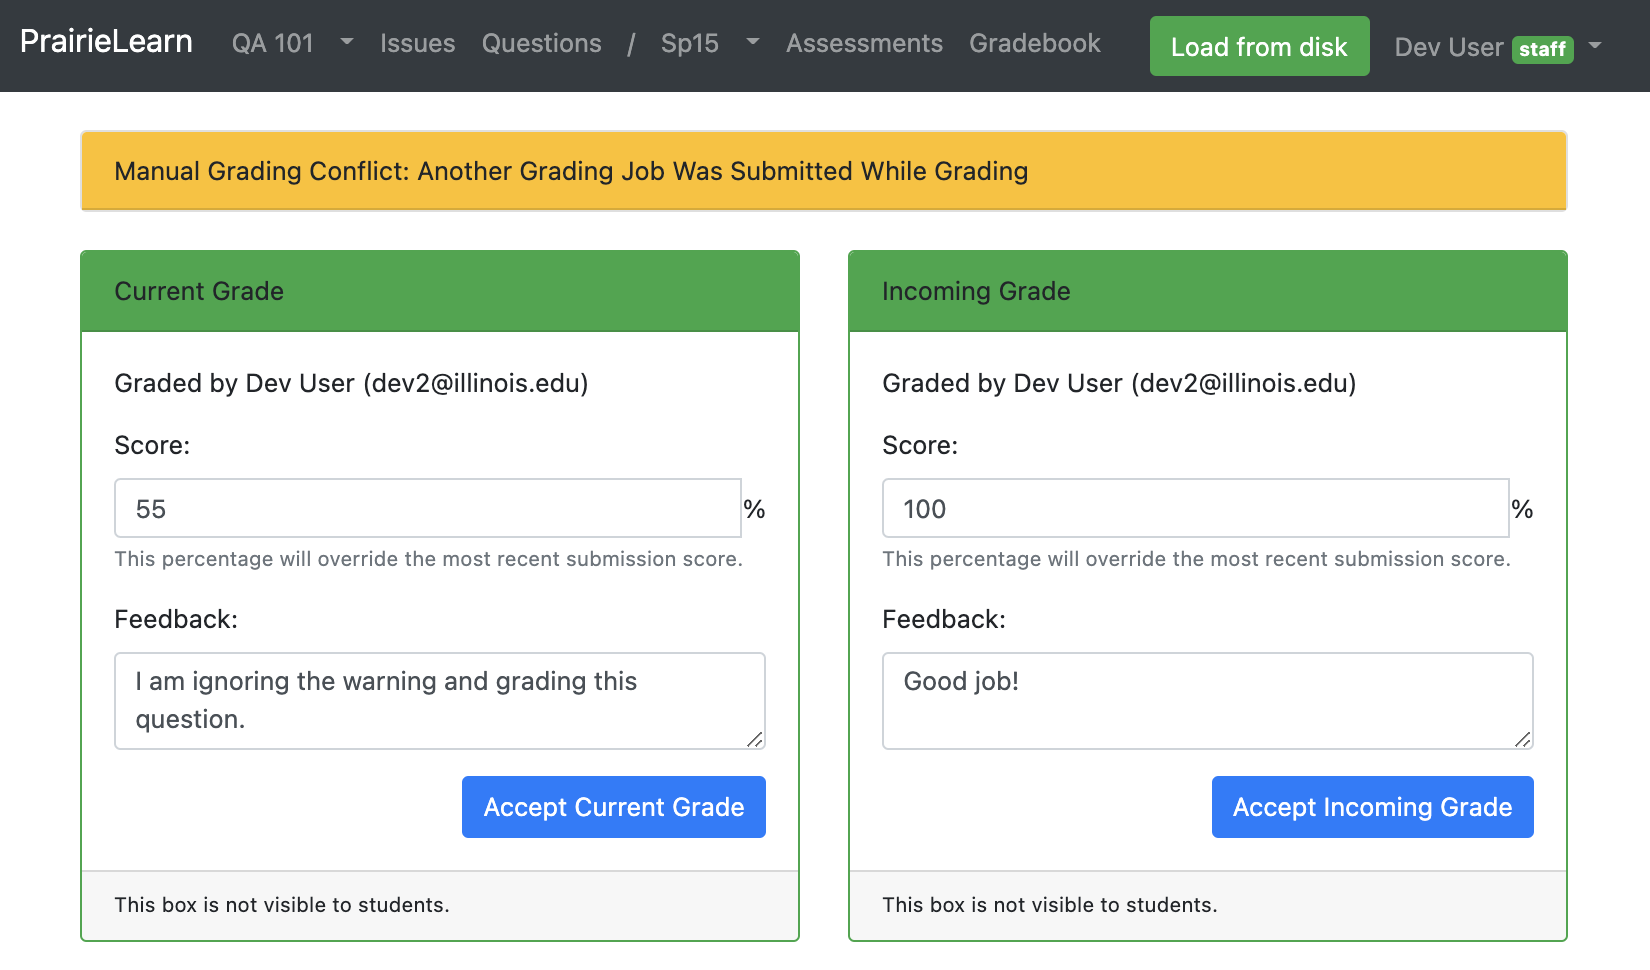 PrairieLearn QA 101 Issues Questions / Sp15 Assessments Gradebook Load from disk Dev User staff
Manual Grading Conflict: Another Grading Job Was Submitted While Grading
Current Grade
Graded by Dev User (dev2@illinois.edu)
Score:
55 %
This percentage will override the most recent submission score.
Feedback:
I am ignoring the warning and grading this
question.
Accept Current Grade
This box is not visible to students.
Incoming Grade
Graded by Dev User (dev2@illinois.edu)
Score:
100 %
This percentage will override the most recent submission score.
Feedback:
Good job!
Accept Incoming Grade
This box is not visible to students.